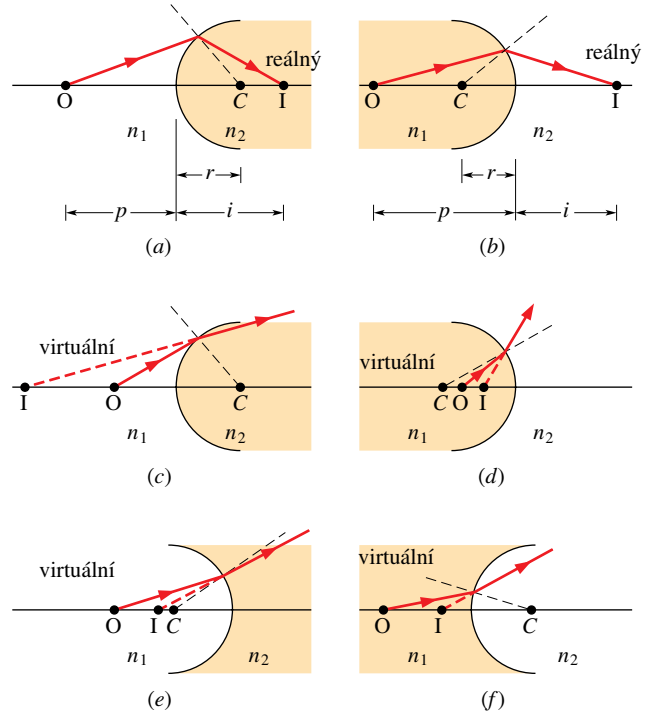 reálný
O C I
n1 n2
r
p i
(a)
reálný
O C I
n1 n2
r
p i
(b)
virtuální
I O C
n1 n2
(c)
virtuální
C O I
n1 n2
(d)
virtuální
O I C
n1 n2
(e)
virtuální
O I C
n1 n2
(f)